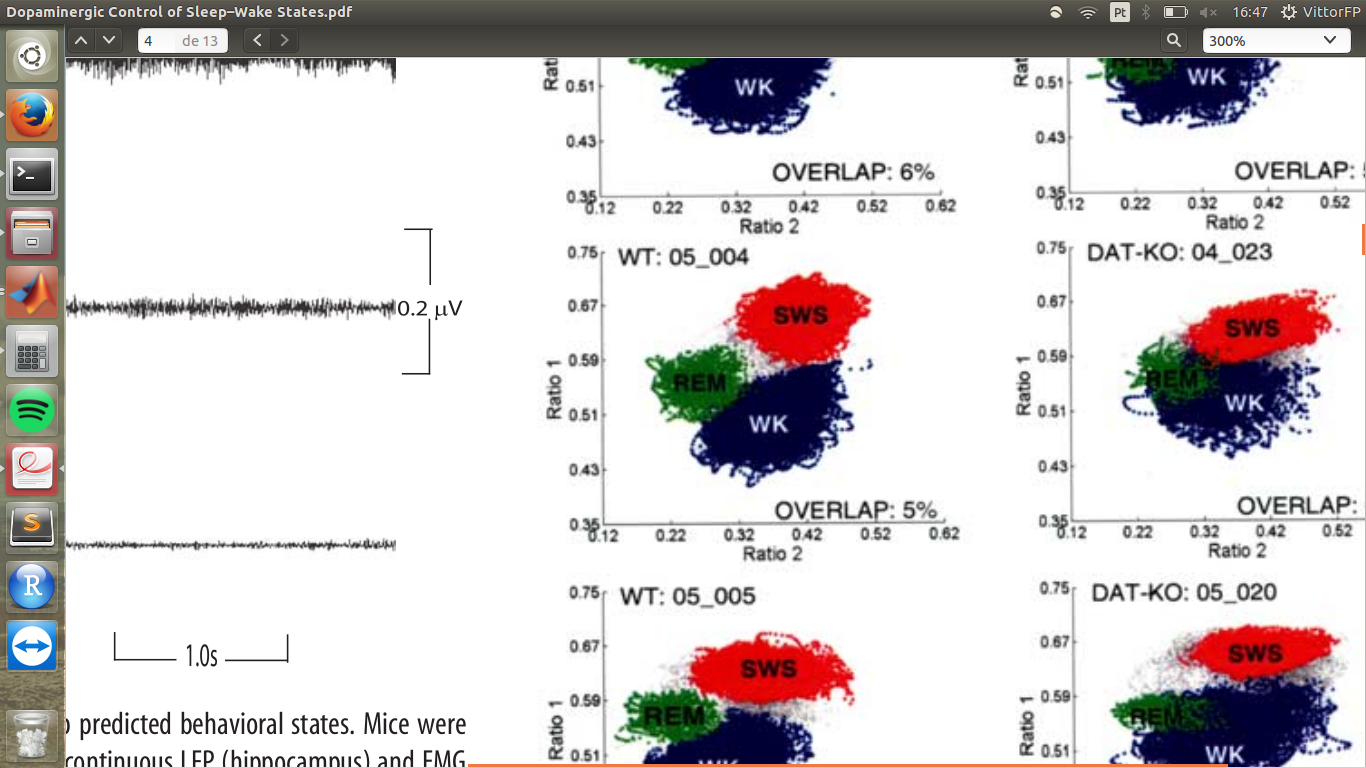 Dopaminergic Control of Sleep–Wake States.pdf
Pt
16:47
VittorFP
4
de 13
300%
0.2 μV
1.0s
predicted behavioral states. Mice were
continuous LFP (hippocampus) and EMG
0.51
0.43
0.35
WK
OVERLAP: 6%
0.12 0.22 0.32 0.42 0.52 0.62
Ratio 2
0.51
0.43
0.35
REM
WK
OVERLAP:
0.12 0.22 0.32 0.42 0.52
Ratio 2
WT: 05_004
0.75
0.67
0.59
0.51
0.43
0.35
Ratio 1
SWS
REM
WK
OVERLAP: 5%
0.12 0.22 0.32 0.42 0.52 0.62
Ratio 2
DAT-KO: 04_023
0.75
0.67
0.59
0.51
0.43
0.35
Ratio 1
SWS
REM
WK
OVERLAP:
0.12 0.22 0.32 0.42 0.52
Ratio 2
WT: 05_005
0.75
0.67
0.59
0.51
Ratio 1
SWS
REM
WK
DAT-KO: 05_020
0.75
0.67
0.59
0.51
Ratio 1
SWS
REM
WK